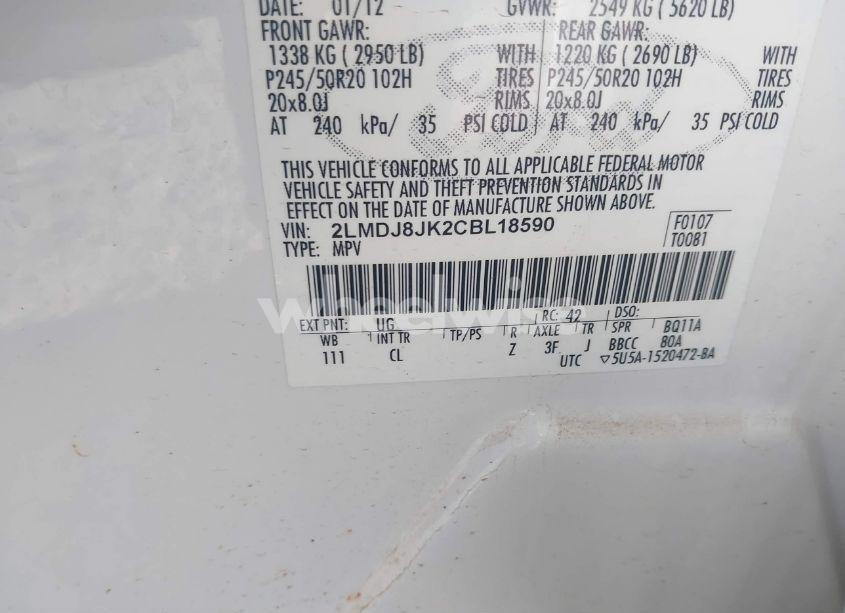 DATE: 01/12 GVWR: 2549 KG ( 5620 LB)
FRONT GAWR: REAR GAWR:
1338 KG ( 2950 LB) WITH 1220 KG ( 2690 LB) WITH
P245/50R20 102H TIRES P245/50R20 102H TIRES
20x8.0J RIMS 20x8.0J RIMS
AT 240 kPa/ 35 PSI COLD AT 240 kPa/ 35 PSI COLD
THIS VEHICLE CONFORMS TO ALL APPLICABLE FEDERAL MOTOR
VEHICLE SAFETY AND THEFT PREVENTION STANDARDS IN
EFFECT ON THE DATE OF MANUFACTURE SHOWN ABOVE.
VIN: 2LMDJ8JK2CBL18590 F0107
TYPE: MPV T0081
wheelwise
EXT PNT: UG RC: 42 DSO:
WB INT TR TP/PS R AXLE TR SPR BQ11A
111 CL Z 3F J BBCC BOA
UTC ▽5U5A-1520472-BA